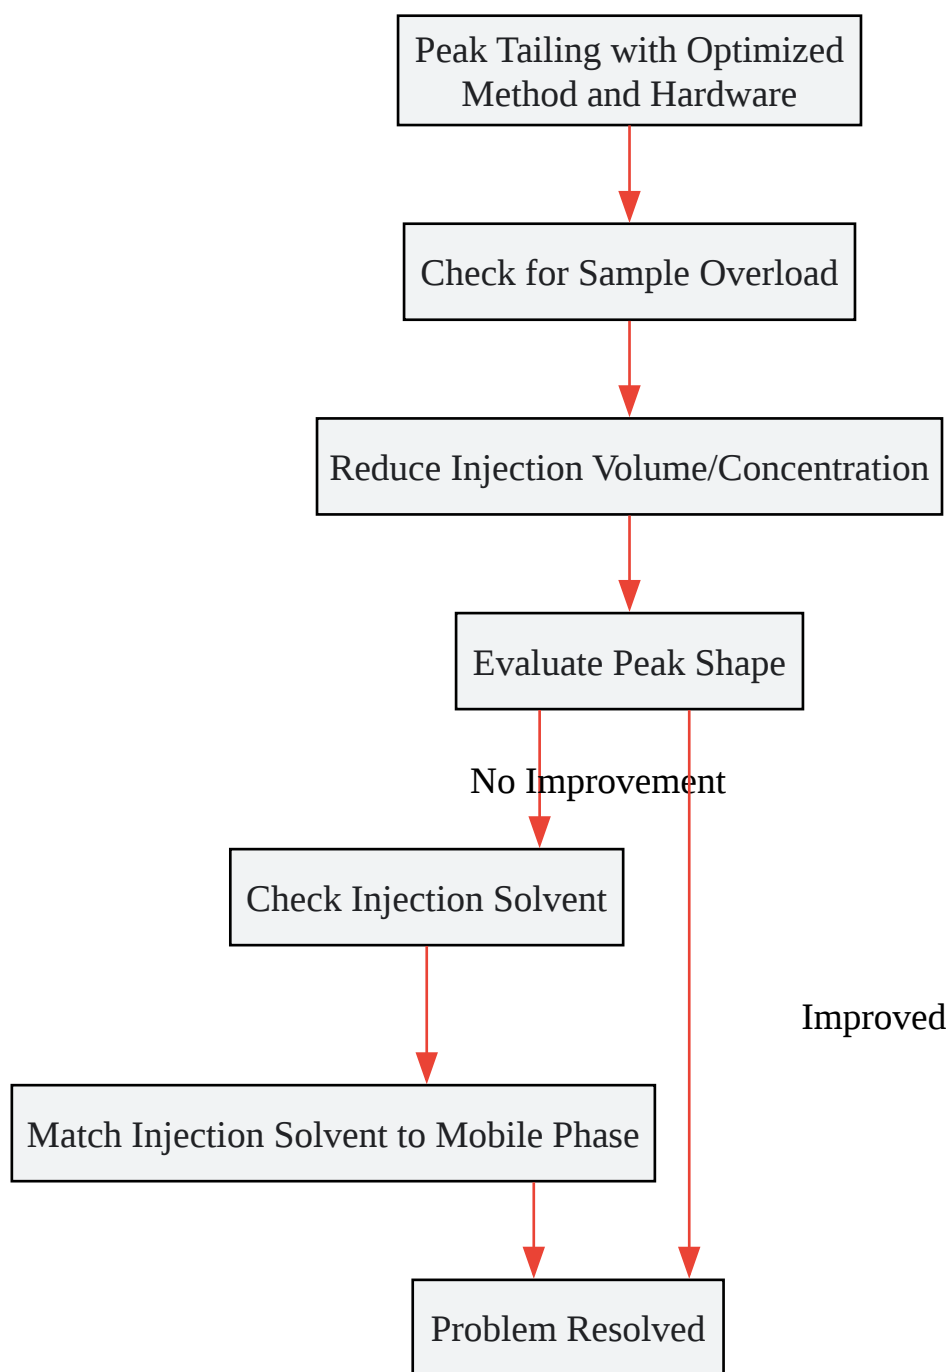 Peak Tailing with Optimized
Method and Hardware
Check for Sample Overload
Reduce Injection Volume/Concentration
Evaluate Peak Shape
No Improvement
Check Injection Solvent
Improved
Match Injection Solvent to Mobile Phase
Problem Resolved